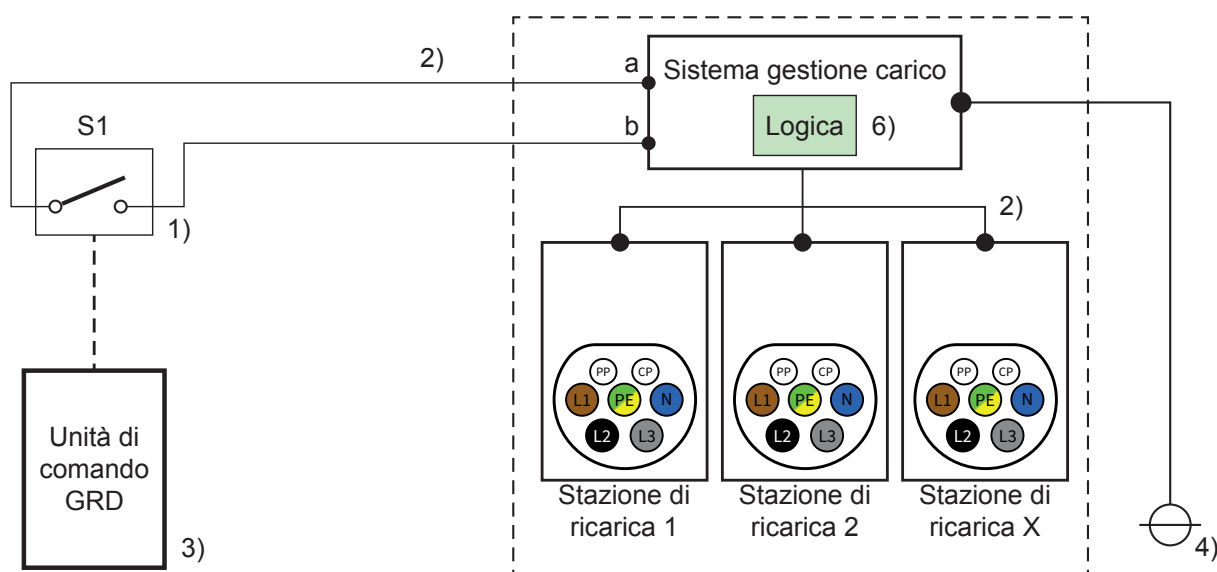 2)
a
Sistema gestione carico
S1
b
Logica
6)
1)
2)
PP CP
L1 PE N
L2 L3
PP CP
L1 PE N
L2 L3
PP CP
L1 PE N
L2 L3
Unità di
comando
GRD
3)
Stazione di
ricarica 1
Stazione di
ricarica 2
Stazione di
ricarica X
4)